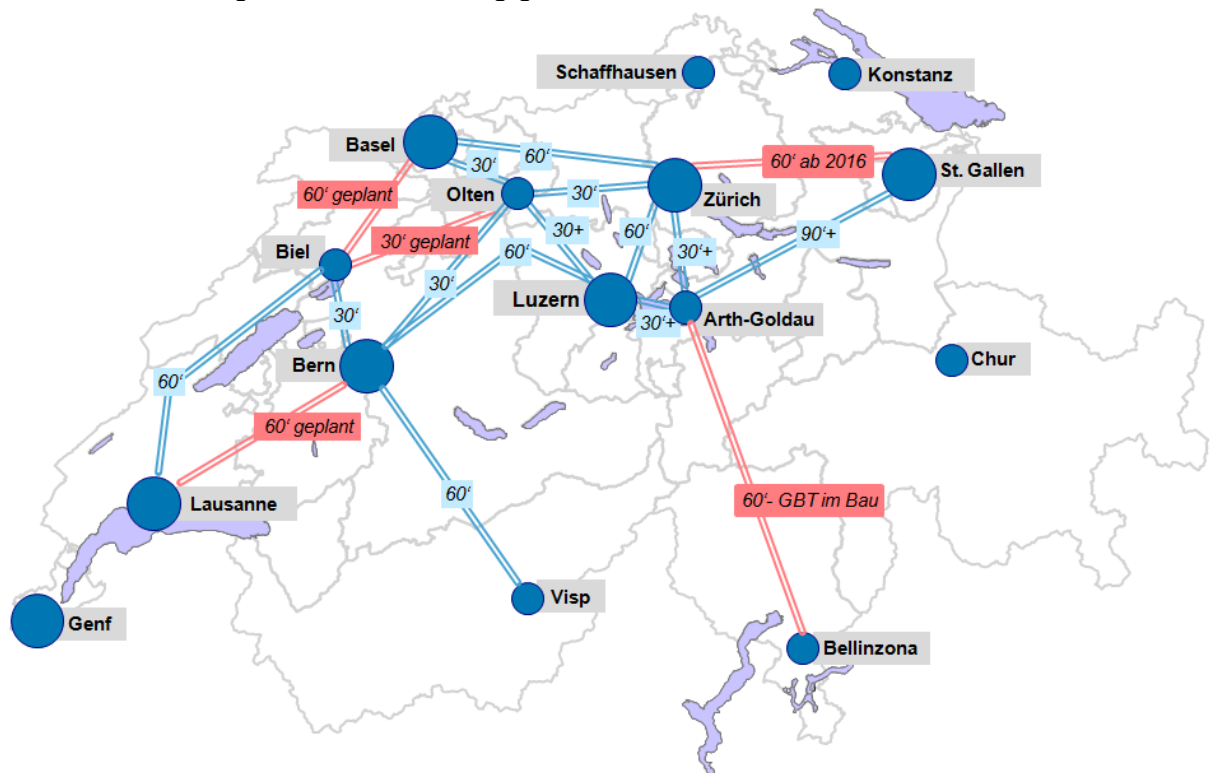 Schaffhausen
Konstanz
Basel
60‘
60‘ ab 2016
30‘
St. Gallen
Olten
30‘
Zürich
60‘ geplant
30+
60‘
90‘+
Biel
30‘ geplant
60‘
30‘+
30‘
Luzern
Arth-Goldau
30‘
30‘+
Bern
Chur
60‘
60‘ geplant
60‘
60‘- GBT im Bau
Lausanne
Visp
Genf
Bellinzona